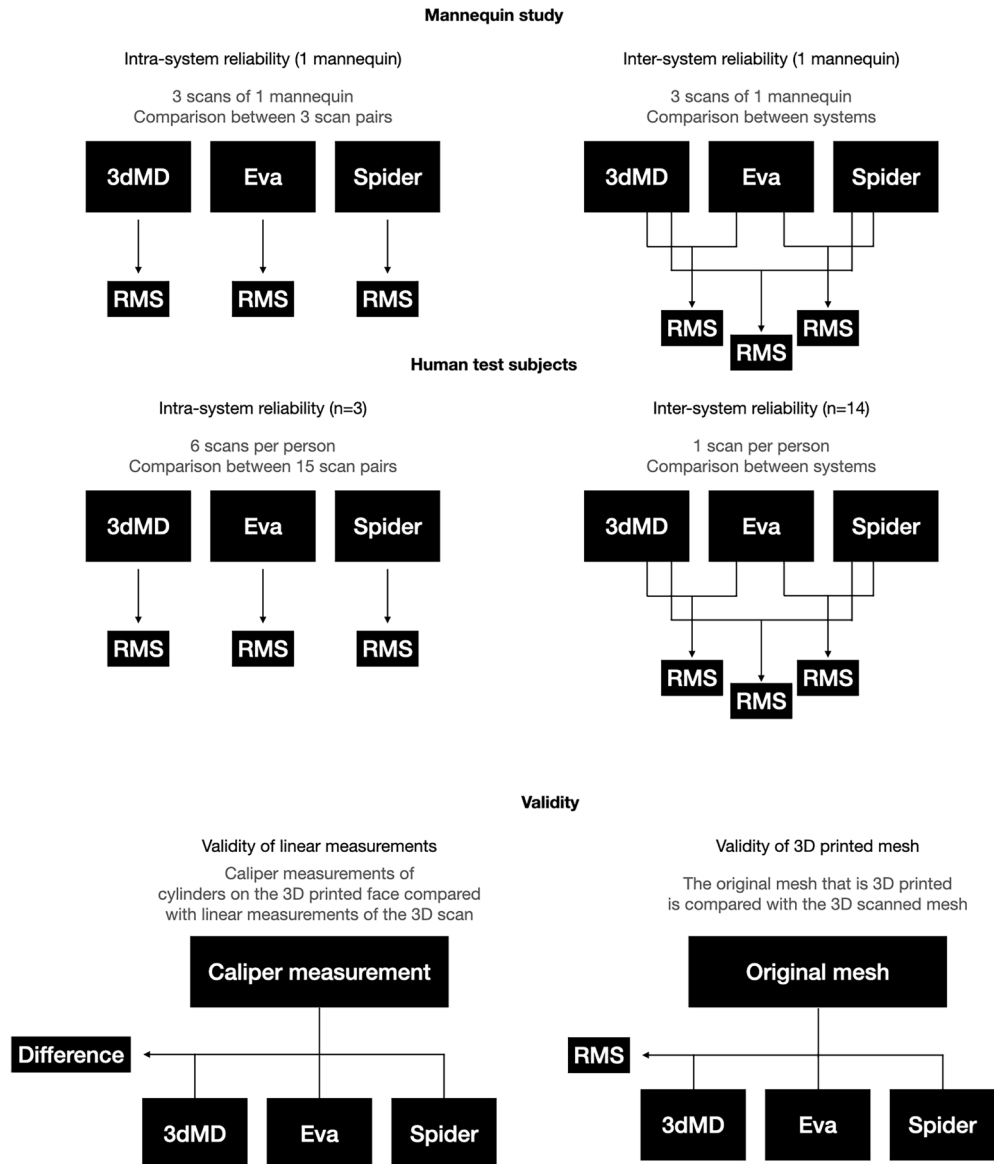 Mannequin study
Intra-system reliability (1 mannequin)
3 scans of 1 mannequin
Comparison between 3 scan pairs
3dMD
Eva
Spider
RMS
RMS
RMS
Inter-system reliability (1 mannequin)
3 scans of 1 mannequin
Comparison between systems
3dMD
Eva
Spider
RMS
RMS
RMS
Human test subjects
Intra-system reliability (n=3)
6 scans per person
Comparison between 15 scan pairs
3dMD
Eva
Spider
RMS
RMS
RMS
Inter-system reliability (n=14)
1 scan per person
Comparison between systems
3dMD
Eva
Spider
RMS
RMS
RMS
Validity
Validity of linear measurements
Caliper measurements of
cylinders on the 3D printed face compared
with linear measurements of the 3D scan
Caliper measurement
Difference
3dMD
Eva
Spider
Validity of 3D printed mesh
The original mesh that is 3D printed
is compared with the 3D scanned mesh
Original mesh
RMS
3dMD
Eva
Spider